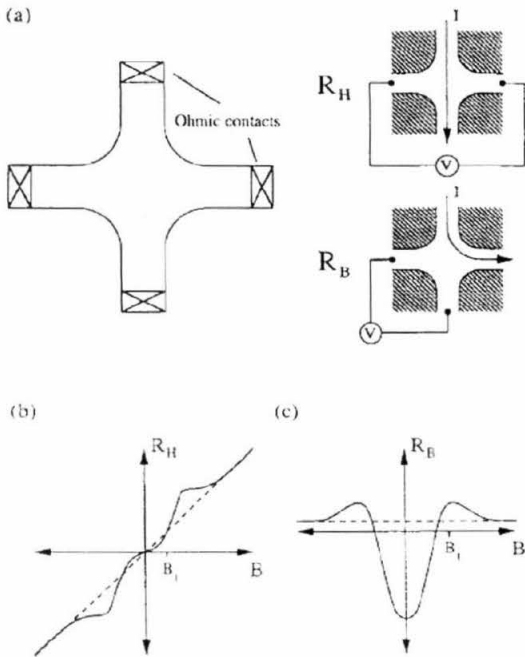 (a)
Ohmic contacts
I
R_H
V
I
R_B
V
(b)
R_H
B_1
B
(c)
R_B
B_1
B